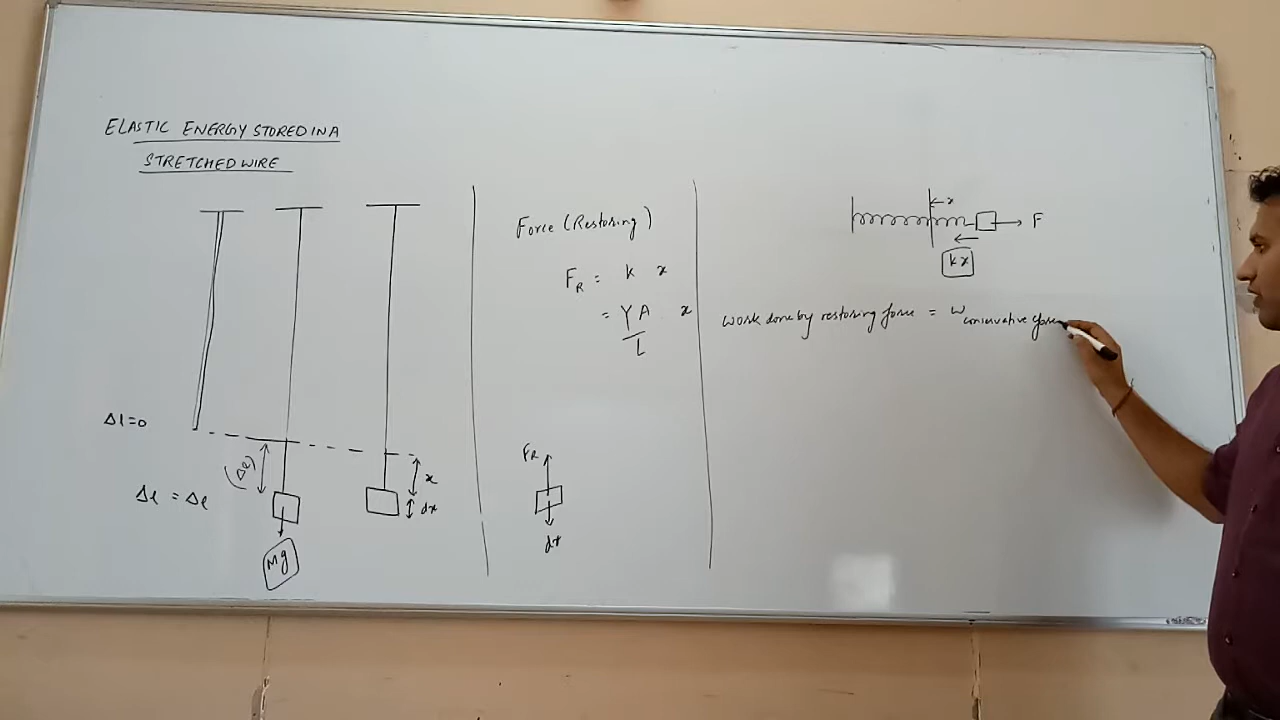 ELASTIC ENERGY STORED IN A
STRETCHED WIRE
Δl=0
(Δl)
Δl = Δl
Mg
x
dx
Force (Restoring)
F_R = k x
= YA x
L
F_R
dx
x
F
kx
work done by restoring force = W conservative force